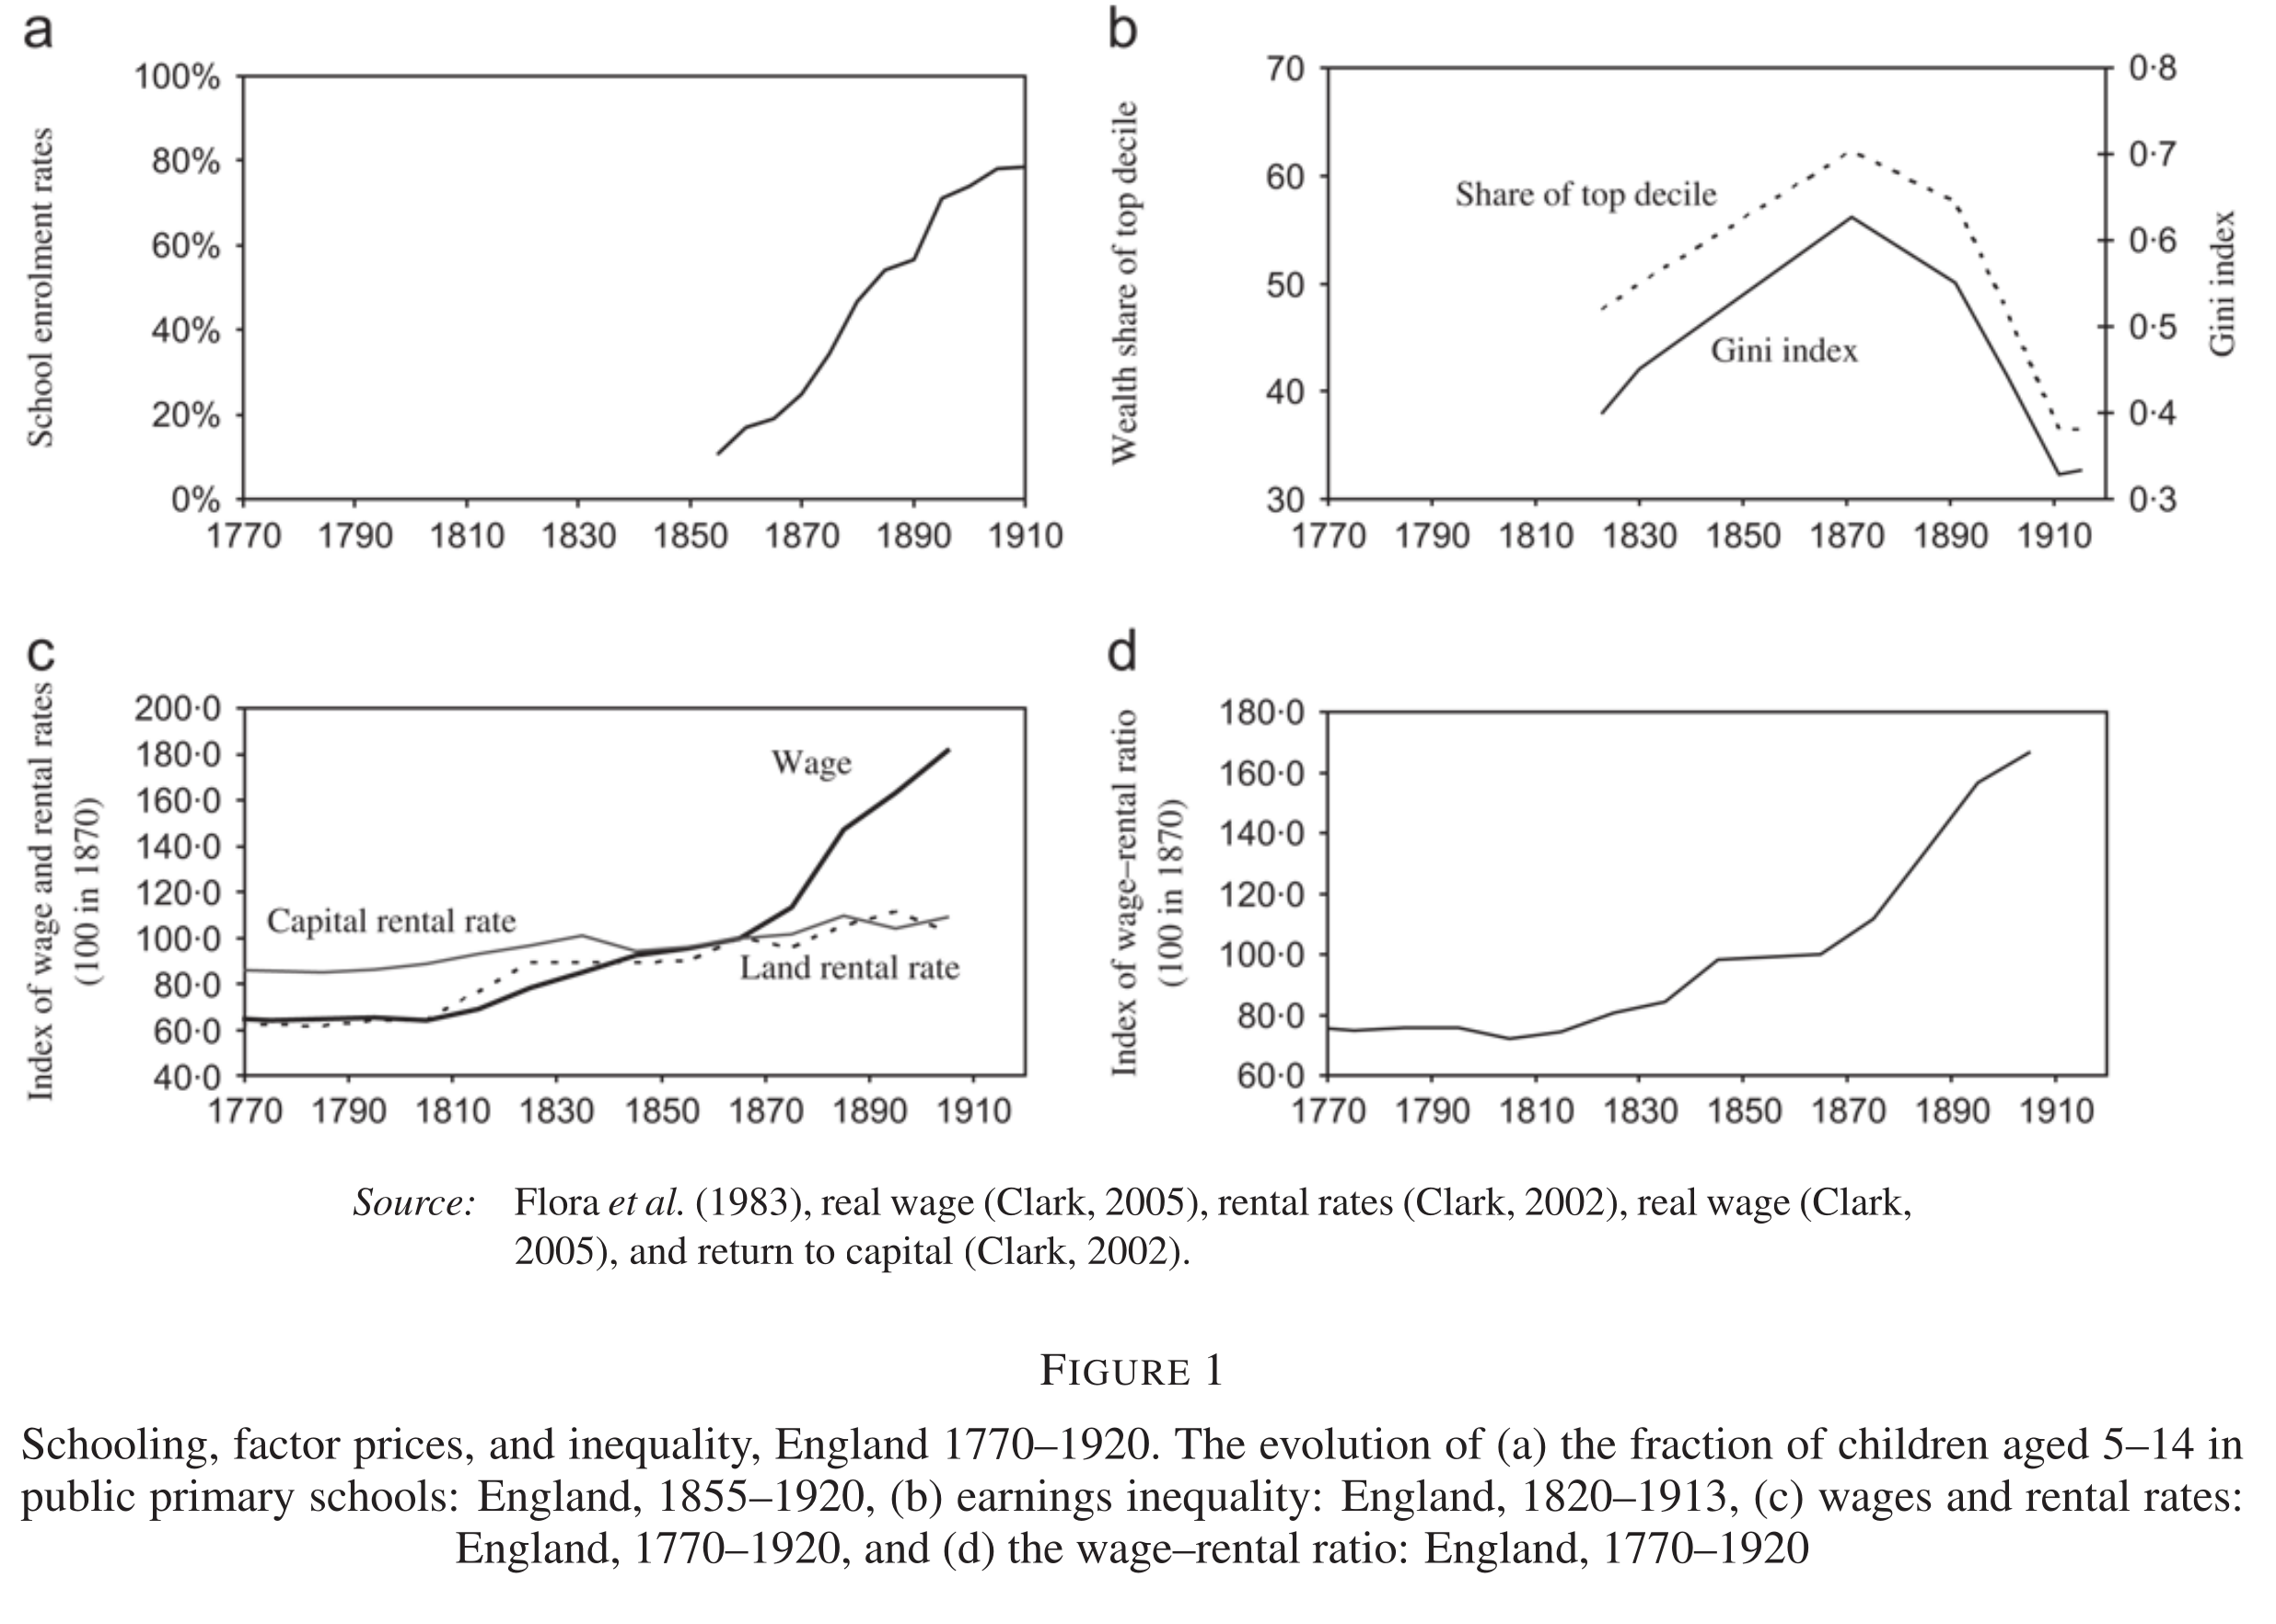 a
School enrolment rates
100%
80%
60%
40%
20%
0%
1770 1790 1810 1830 1850 1870 1890 1910
b
Wealth share of top decile
70
60
50
40
30
Share of top decile
Gini index
0·8
0·7
0·6
0·5
0·4
0·3
Gini index
1770 1790 1810 1830 1850 1870 1890 1910
c
Index of wage and rental rates
(100 in 1870)
200·0
180·0
160·0
140·0
120·0
100·0
80·0
60·0
40·0
Wage
Capital rental rate
Land rental rate
1770 1790 1810 1830 1850 1870 1890 1910
d
Index of wage–rental ratio
(100 in 1870)
180·0
160·0
140·0
120·0
100·0
80·0
60·0
1770 1790 1810 1830 1850 1870 1890 1910
Source: Flora et al. (1983), real wage (Clark, 2005), rental rates (Clark, 2002), real wage (Clark,
2005), and return to capital (Clark, 2002).
FIGURE 1
Schooling, factor prices, and inequality, England 1770–1920. The evolution of (a) the fraction of children aged 5–14 in
public primary schools: England, 1855–1920, (b) earnings inequality: England, 1820–1913, (c) wages and rental rates:
England, 1770–1920, and (d) the wage–rental ratio: England, 1770–1920